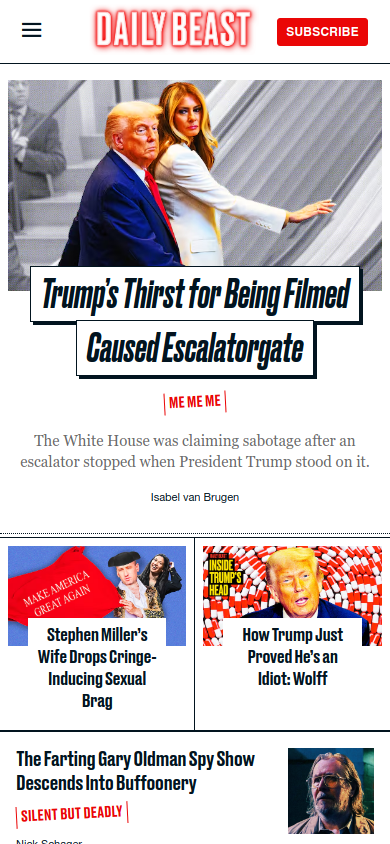 DAILY BEAST
SUBSCRIBE
Trump's Thirst for Being Filmed
Caused Escalatorgate
ME ME ME
The White House was claiming sabotage after an
escalator stopped when President Trump stood on it.
Isabel van Brugen
MAKE AMERICA
GREAT AGAIN
Stephen Miller's
Wife Drops Cringe-
Inducing Sexual
Brag
INSIDE
TRUMP'S
HEAD
How Trump Just
Proved He's an
Idiot: Wolff
The Farting Gary Oldman Spy Show
Descends Into Buffoonery
SILENT BUT DEADLY
Nick Schager